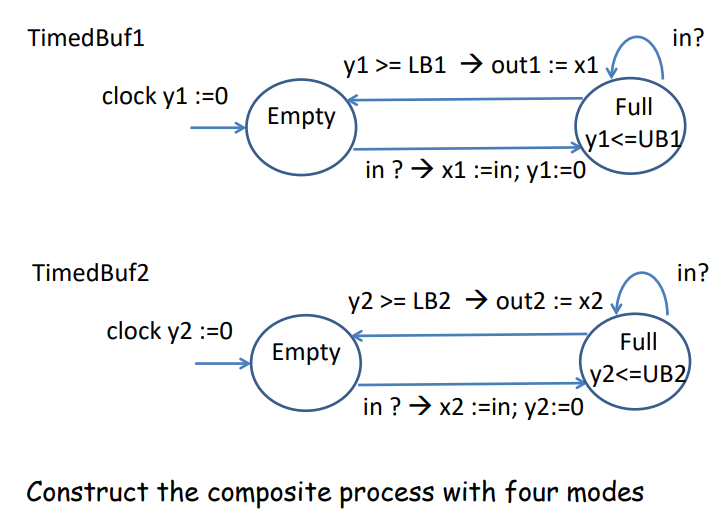 TimedBuf1
in?
y1 >= LB1 → out1 := x1
clock y1 :=0
Empty
Full
y1<=UB1
in ? → x1 :=in; y1:=0
TimedBuf2
in?
y2 >= LB2 → out2 := x2
clock y2 :=0
Empty
Full
y2<=UB2
in ? → x2 :=in; y2:=0
Construct the composite process with four modes